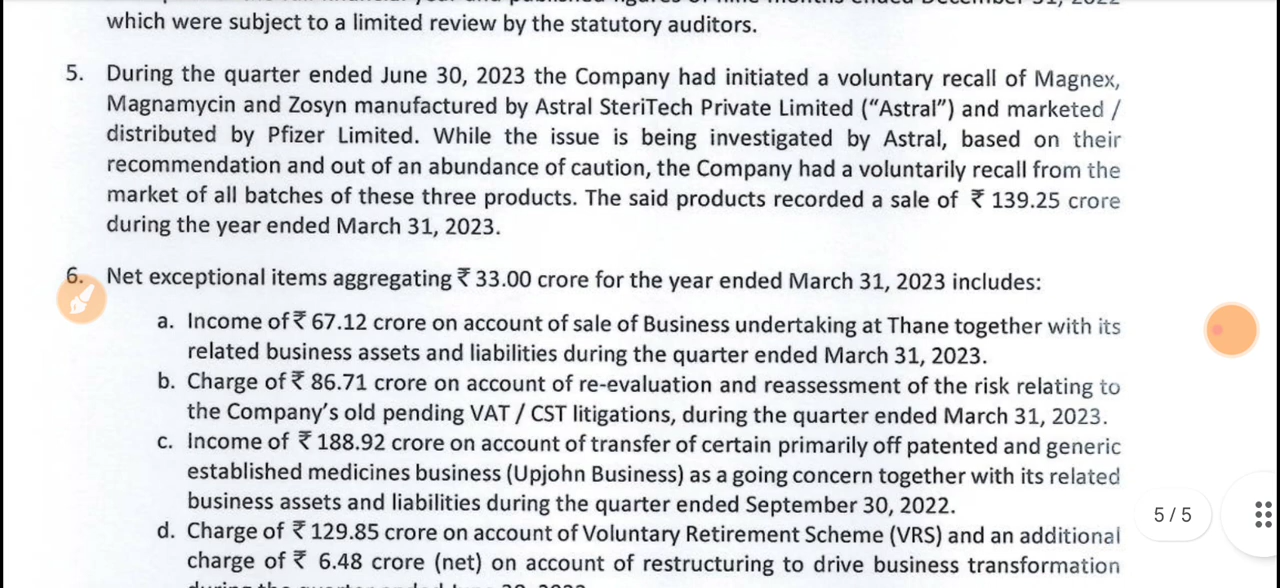 which were subject to a limited review by the statutory auditors.
5. During the quarter ended June 30, 2023 the Company had initiated a voluntary recall of Magnex,
Magnamycin and Zosyn manufactured by Astral SteriTech Private Limited (“Astral”) and marketed /
distributed by Pfizer Limited. While the issue is being investigated by Astral, based on their
recommendation and out of an abundance of caution, the Company had a voluntarily recall from the
market of all batches of these three products. The said products recorded a sale of ₹ 139.25 crore
during the year ended March 31, 2023.
6. Net exceptional items aggregating ₹ 33.00 crore for the year ended March 31, 2023 includes:
a. Income of ₹ 67.12 crore on account of sale of Business undertaking at Thane together with its
related business assets and liabilities during the quarter ended March 31, 2023.
b. Charge of ₹ 86.71 crore on account of re-evaluation and reassessment of the risk relating to
the Company’s old pending VAT / CST litigations, during the quarter ended March 31, 2023.
c. Income of ₹ 188.92 crore on account of transfer of certain primarily off patented and generic
established medicines business (Upjohn Business) as a going concern together with its related
business assets and liabilities during the quarter ended September 30, 2022.
d. Charge of ₹ 129.85 crore on account of Voluntary Retirement Scheme (VRS) and an additional
charge of ₹ 6.48 crore (net) on account of restructuring to drive business transformation
5 / 5